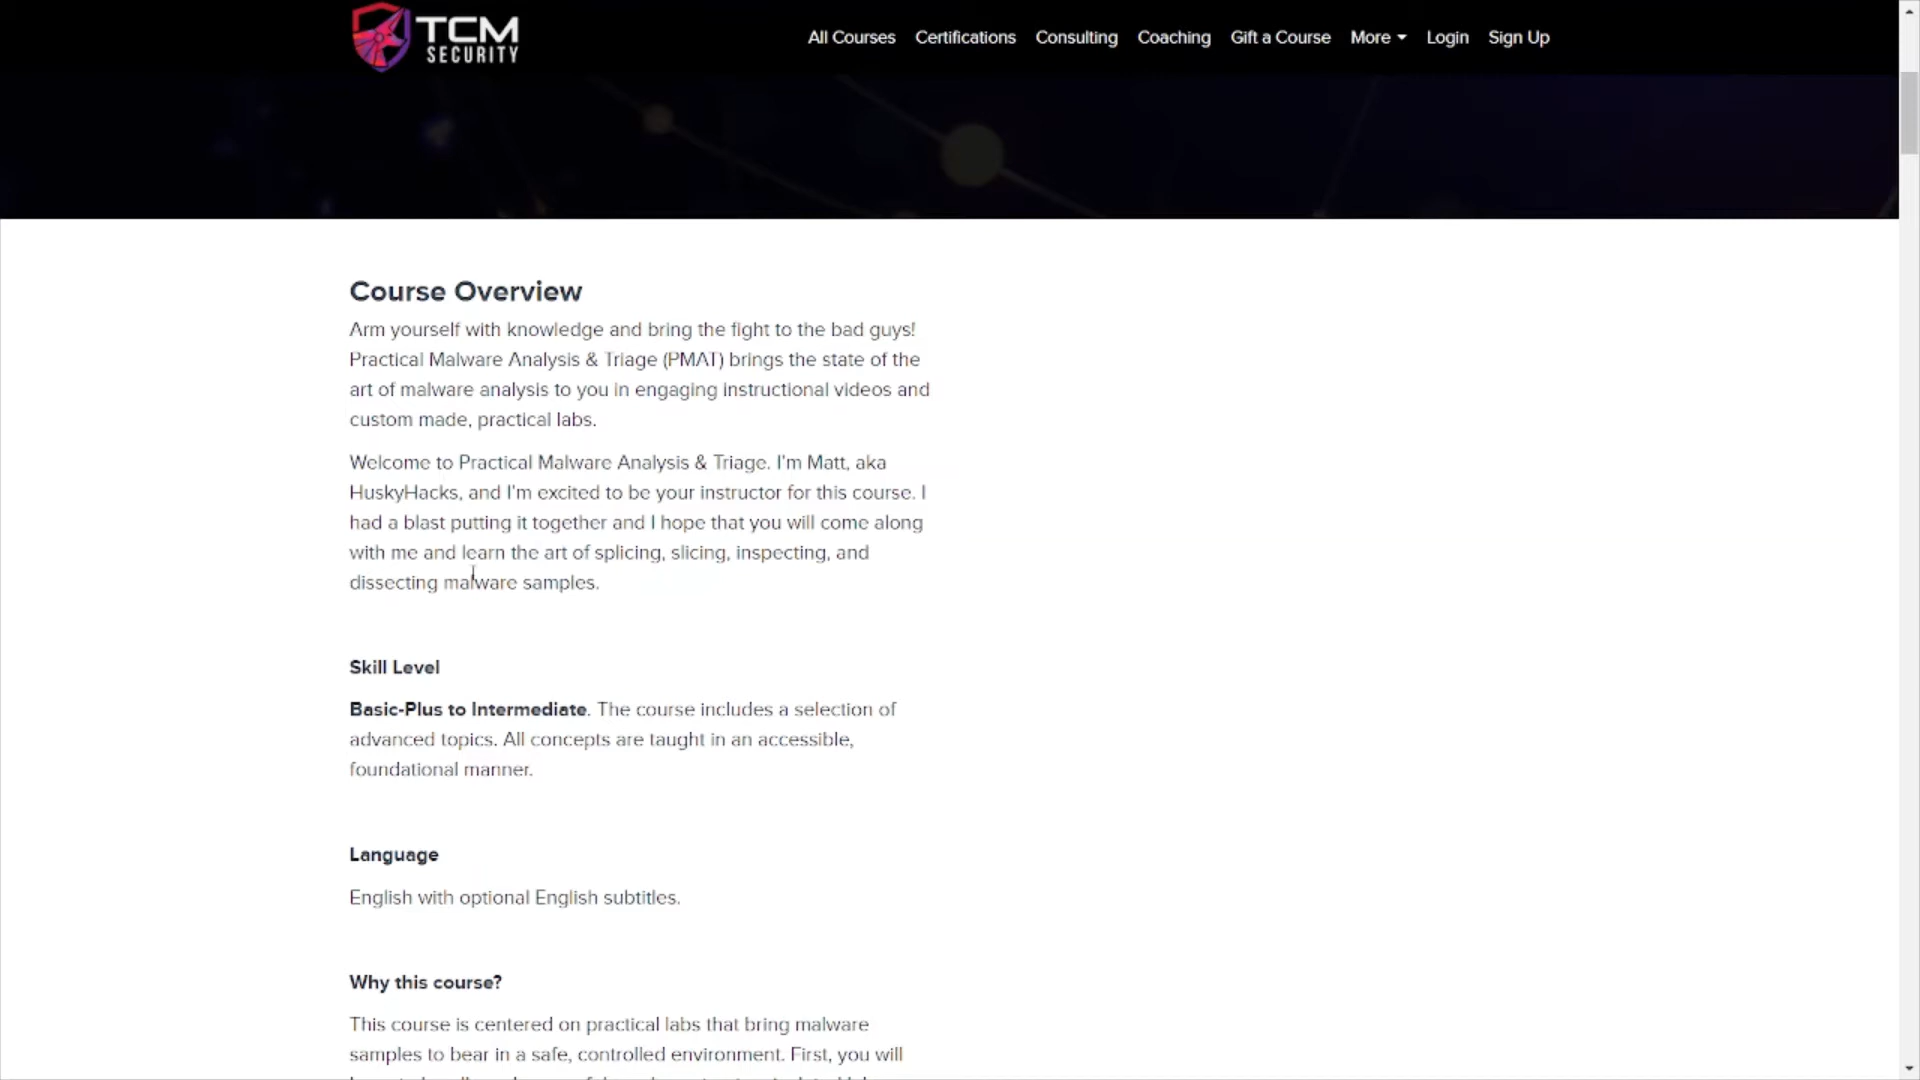 TCM
SECURITY
All Courses Certifications Consulting Coaching Gift a Course More Login Sign Up
Course Overview
Arm yourself with knowledge and bring the fight to the bad guys!
Practical Malware Analysis & Triage (PMAT) brings the state of the
art of malware analysis to you in engaging instructional videos and
custom made, practical labs.
Welcome to Practical Malware Analysis & Triage. I'm Matt, aka
HuskyHacks, and I'm excited to be your instructor for this course. I
had a blast putting it together and I hope that you will come along
with me and learn the art of splicing, slicing, inspecting, and
dissecting malware samples.
Skill Level
Basic-Plus to Intermediate. The course includes a selection of
advanced topics. All concepts are taught in an accessible,
foundational manner.
Language
English with optional English subtitles.
Why this course?
This course is centered on practical labs that bring malware
samples to bear in a safe, controlled environment. First, you will